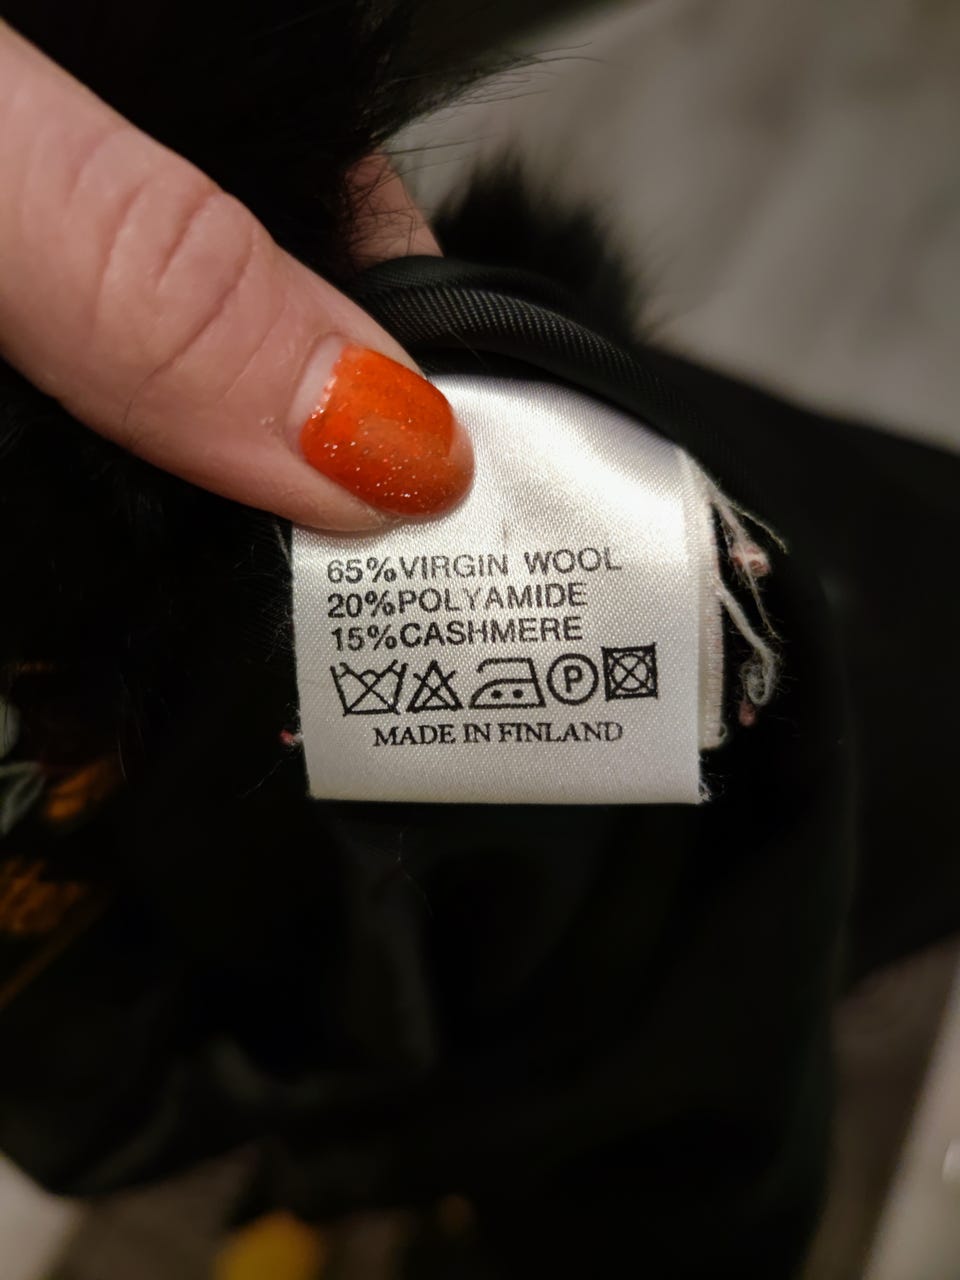 65%VIRGIN WOOL
20%POLYAMIDE
15%CASHMERE
P
MADE IN FINLAND